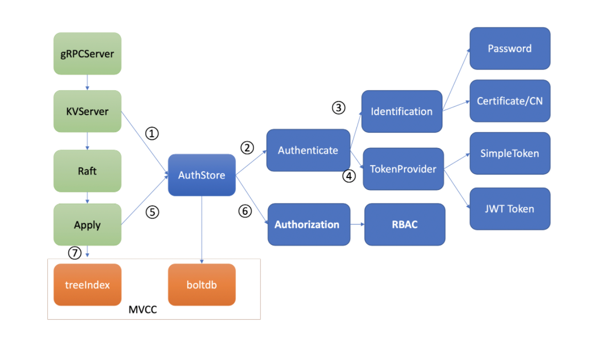 gRPCServer
Password
KVServer
③
Identification
Certificate/CN
①
②
Authenticate
SimpleToken
Raft
AuthStore
④
TokenProvider
⑤
⑥
JWT Token
Apply
Authorization
RBAC
⑦
treeIndex
boltdb
MVCC